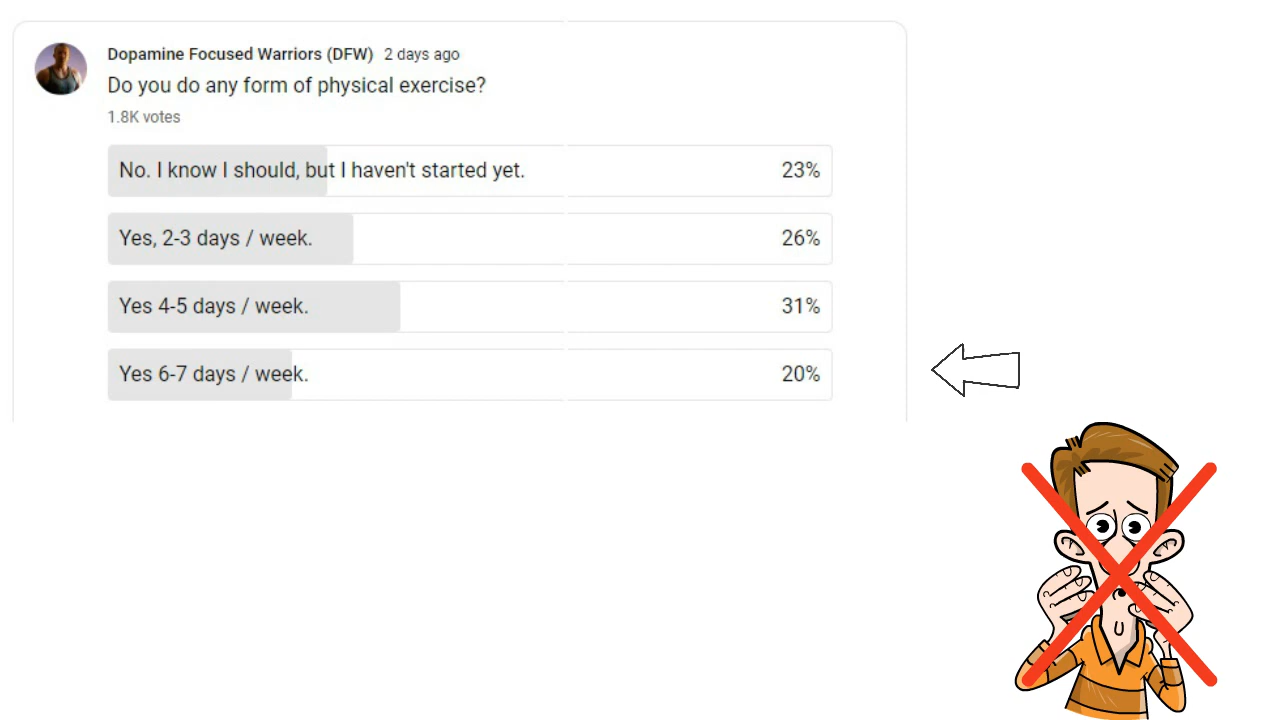 Dopamine Focused Warriors (DFW) 2 days ago
Do you do any form of physical exercise?
1.8K votes
No. I know I should, but I haven't started yet. 23%
Yes, 2-3 days / week. 26%
Yes 4-5 days / week. 31%
Yes 6-7 days / week. 20%